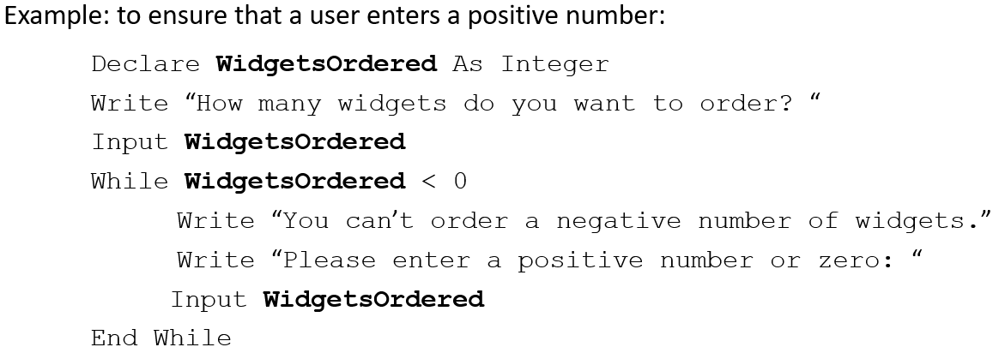 Example: to ensure that a user enters a positive number:
Declare WidgetsOrdered As Integer
Write “How many widgets do you want to order? “
Input WidgetsOrdered
While WidgetsOrdered < 0
Write “You can’t order a negative number of widgets.”
Write “Please enter a positive number or zero: “
Input WidgetsOrdered
End While